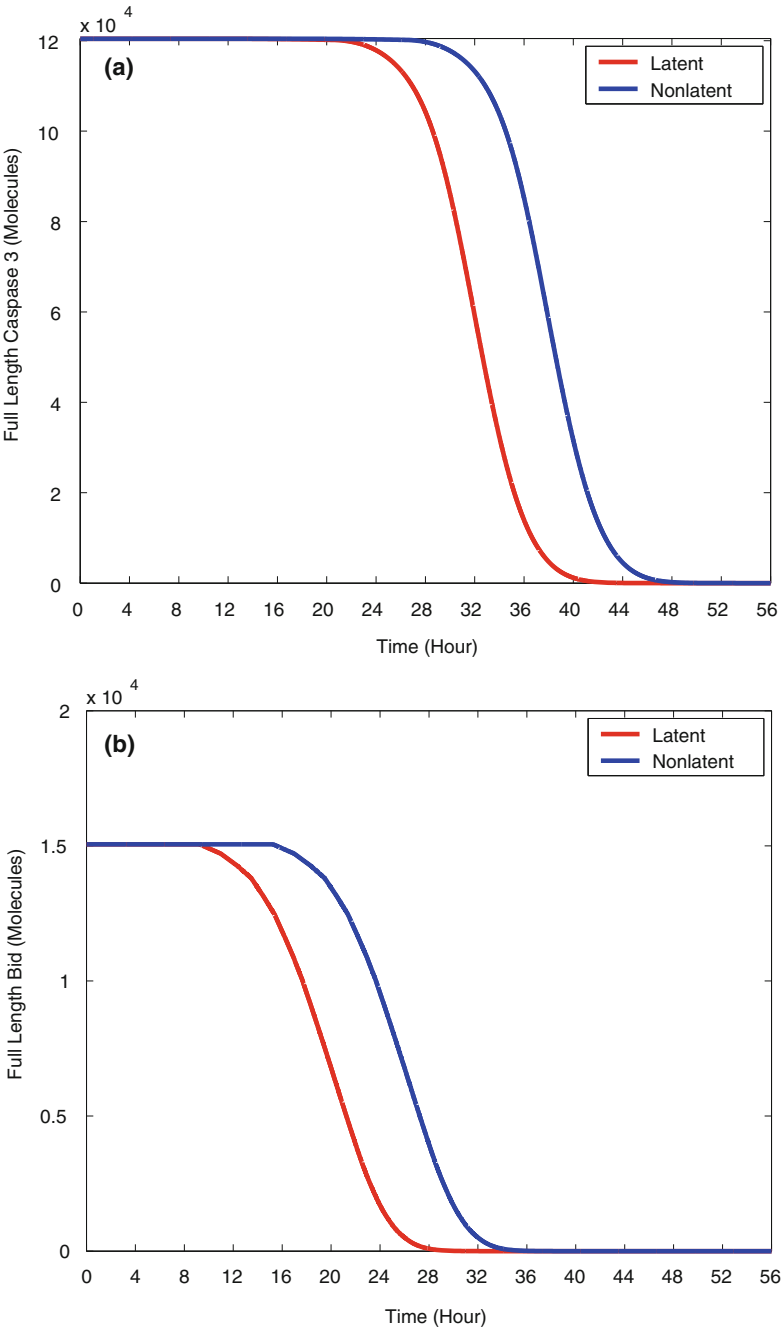 x 10 4
(a)
Latent
Nonlatent
12
10
8
6
4
2
0
Full Length Caspase 3 (Molecules)
0 4 8 12 16 20 24 28 32 36 40 44 48 52 56
Time (Hour)
x 10 4
(b)
Latent
Nonlatent
2
1.5
1
0.5
0
Full Length Bid (Molecules)
0 4 8 12 16 20 24 28 32 36 40 44 48 52 56
Time (Hour)